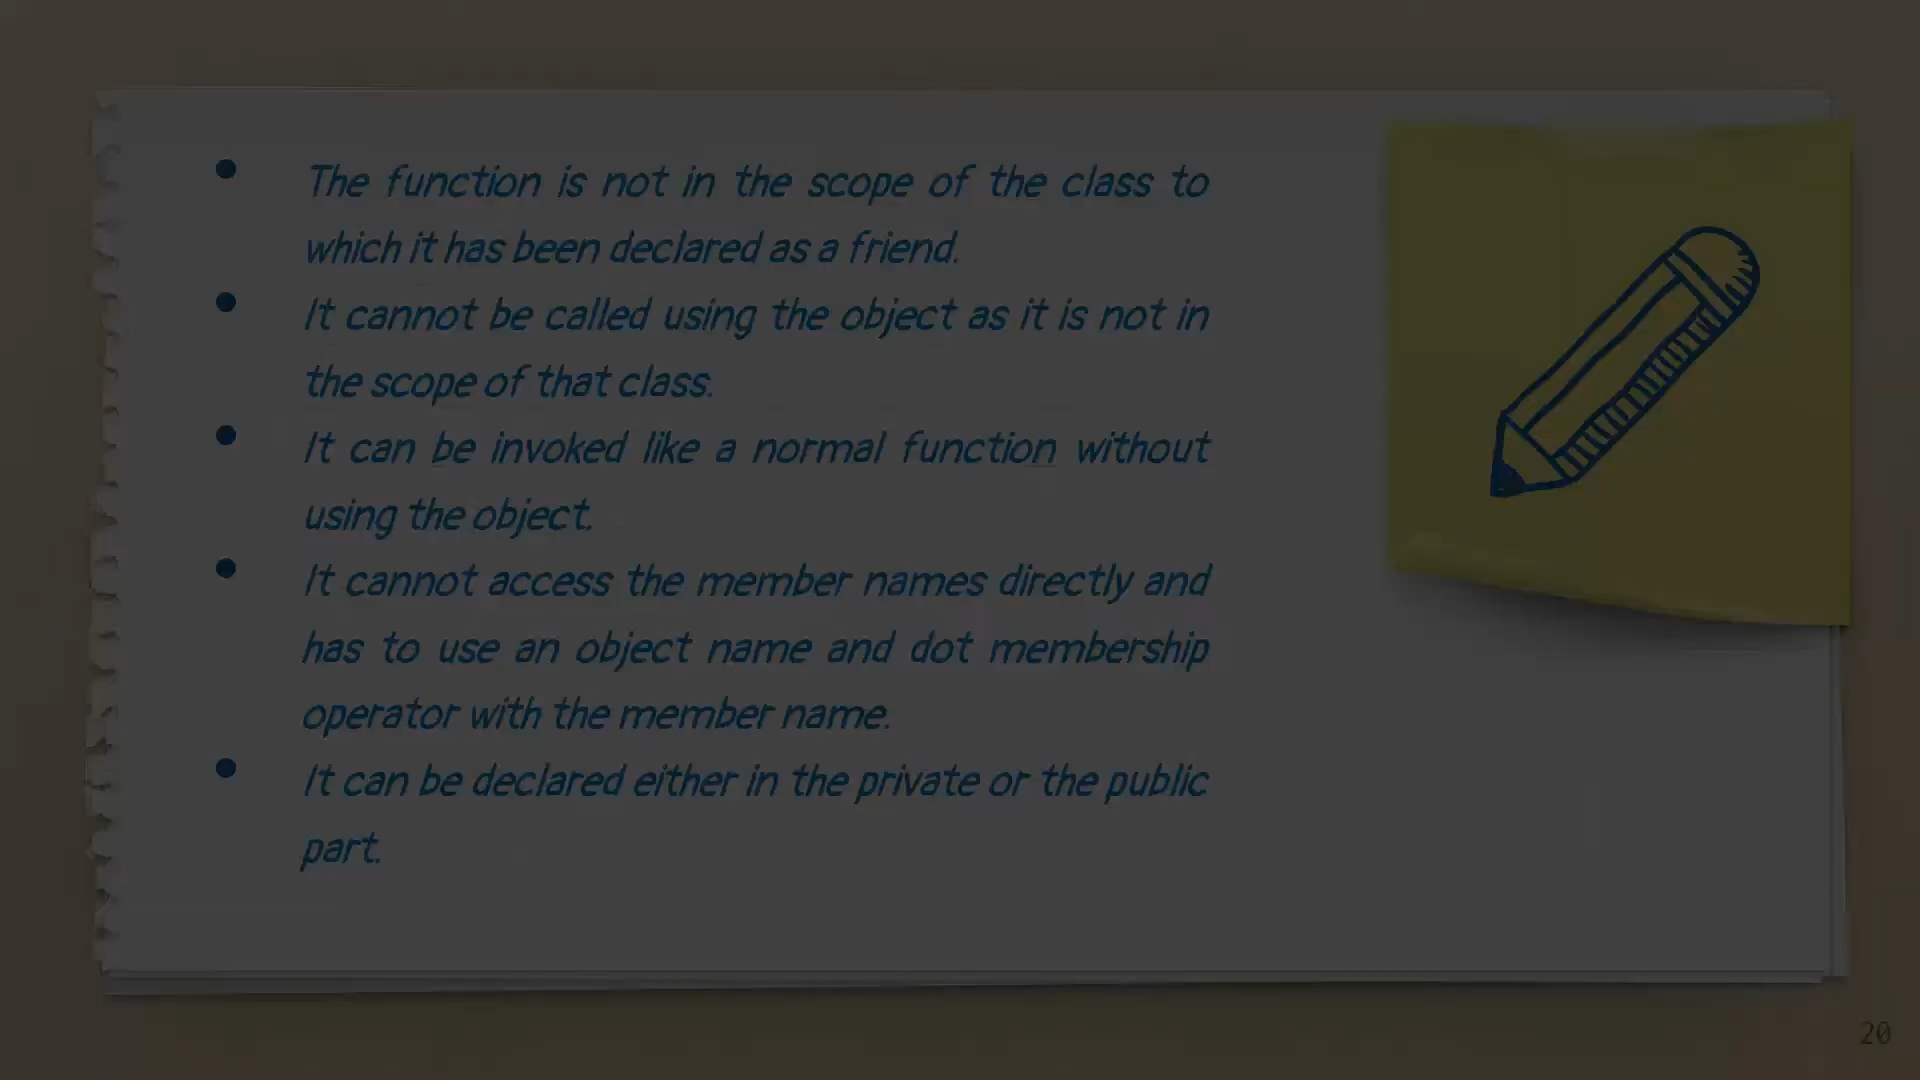 • The function is not in the scope of the class to
which it has been declared as a friend.
• It cannot be called using the object as it is not in
the scope of that class.
• It can be invoked like a normal function without
using the object.
• It cannot access the member names directly and
has to use an object name and dot membership
operator with the member name.
• It can be declared either in the private or the public
part.
20